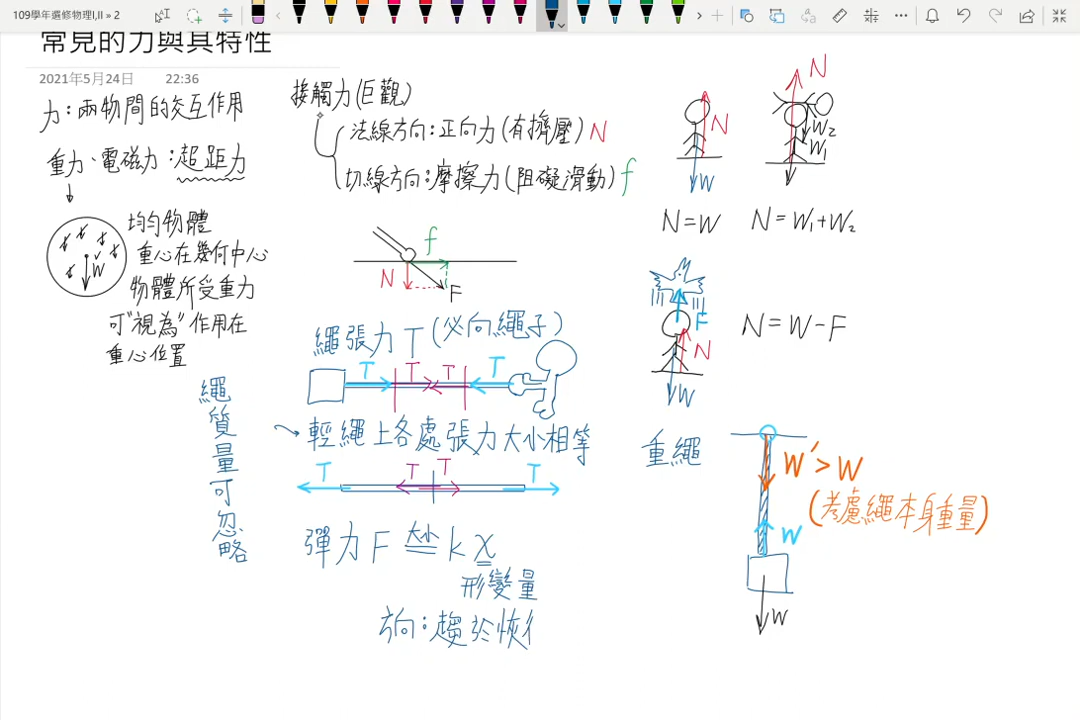 109學年選修物理I,II » 2
常見的力與其特性
2021年5月24日 22:36
力：兩物間的交互作用
重力、電磁力：超距力
W
均勻物體
重心在幾何中心
物體所受重力
可"視為"作用在
重心位置
接觸力(巨觀)
法線方向：正向力(有擠壓) N
切線方向：摩擦力(阻礙滑動) f
f
N
F
繩張力 T (必向繩子)
T T T T
繩質量可忽略
輕繩上各處張力大小相等
T T T T
彈力 F 大小 = k x
形變量
方向：趨於恢
N
W
N = W
N
W₂
W₁
N = W₁ + W₂
F
N
W
N = W - F
重繩
W' > W
(考慮繩本身重量)
W
W